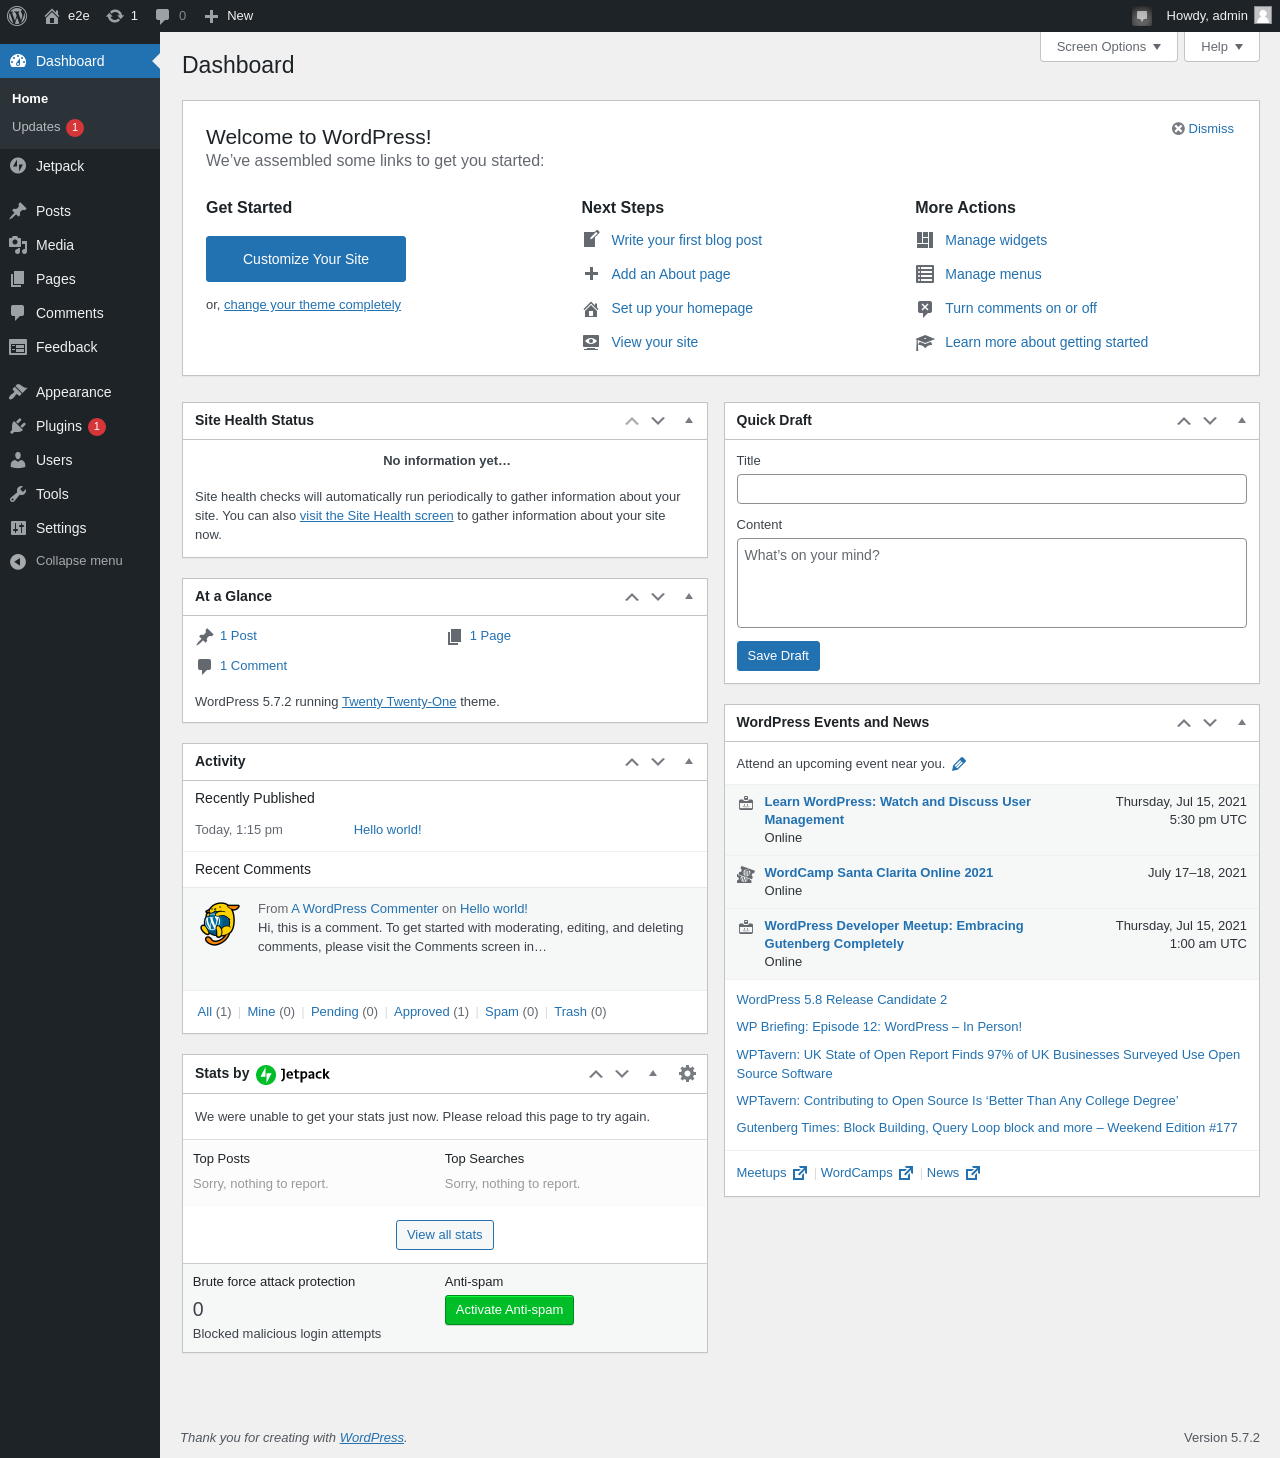 e2e 1 0 New Howdy, admin
Dashboard
Home
Updates 1
Jetpack
Posts
Media
Pages
Comments
Feedback
Appearance
Plugins 1
Users
Tools
Settings
Collapse menu
Screen Options Help
Dashboard
Welcome to WordPress!
Dismiss
We’ve assembled some links to get you started:
Get Started
Customize Your Site
or, change your theme completely
Next Steps
Write your first blog post
Add an About page
Set up your homepage
View your site
More Actions
Manage widgets
Manage menus
Turn comments on or off
Learn more about getting started
Site Health Status
No information yet…
Site health checks will automatically run periodically to gather information about your
site. You can also visit the Site Health screen to gather information about your site
now.
At a Glance
1 Post 1 Page
1 Comment
WordPress 5.7.2 running Twenty Twenty-One theme.
Activity
Recently Published
Today, 1:15 pm Hello world!
Recent Comments
From A WordPress Commenter on Hello world!
Hi, this is a comment. To get started with moderating, editing, and deleting
comments, please visit the Comments screen in…
All (1) | Mine (0) | Pending (0) | Approved (1) | Spam (0) | Trash (0)
Stats by Jetpack
We were unable to get your stats just now. Please reload this page to try again.
Top Posts Top Searches
Sorry, nothing to report. Sorry, nothing to report.
View all stats
Brute force attack protection Anti-spam
0 Activate Anti-spam
Blocked malicious login attempts
Quick Draft
Title
Content
What’s on your mind?
Save Draft
WordPress Events and News
Attend an upcoming event near you.
Learn WordPress: Watch and Discuss User Thursday, Jul 15, 2021
Management 5:30 pm UTC
Online
WordCamp Santa Clarita Online 2021 July 17–18, 2021
Online
WordPress Developer Meetup: Embracing Thursday, Jul 15, 2021
Gutenberg Completely 1:00 am UTC
Online
WordPress 5.8 Release Candidate 2
WP Briefing: Episode 12: WordPress – In Person!
WPTavern: UK State of Open Report Finds 97% of UK Businesses Surveyed Use Open
Source Software
WPTavern: Contributing to Open Source Is ‘Better Than Any College Degree’
Gutenberg Times: Block Building, Query Loop block and more – Weekend Edition #177
Meetups | WordCamps | News
Thank you for creating with WordPress. Version 5.7.2